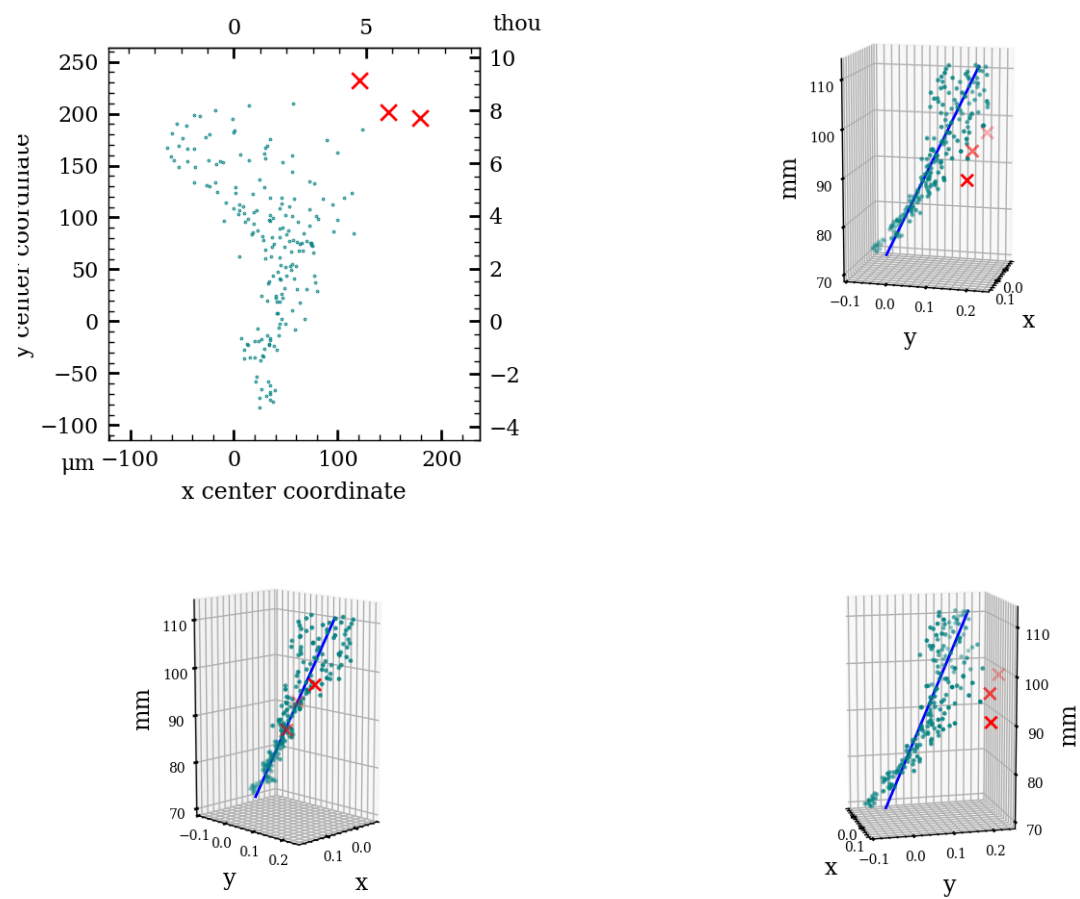 0 5 thou
250 200 150 100 50 0 −50 −100
10 8 6 4 2 0 −2 −4
y center coordinate
μm −100 0 100 200
x center coordinate
110 100 90 80 70
mm
−0.1 0.0 0.1 0.2
0.0 0.1
x
y
110 100 90 80 70
mm
−0.1 0.0 0.1 0.2
0.1 0.0
y x
110 100 90 80 70
mm
0.0 0.1
−0.1 0.0 0.1 0.2
x
y